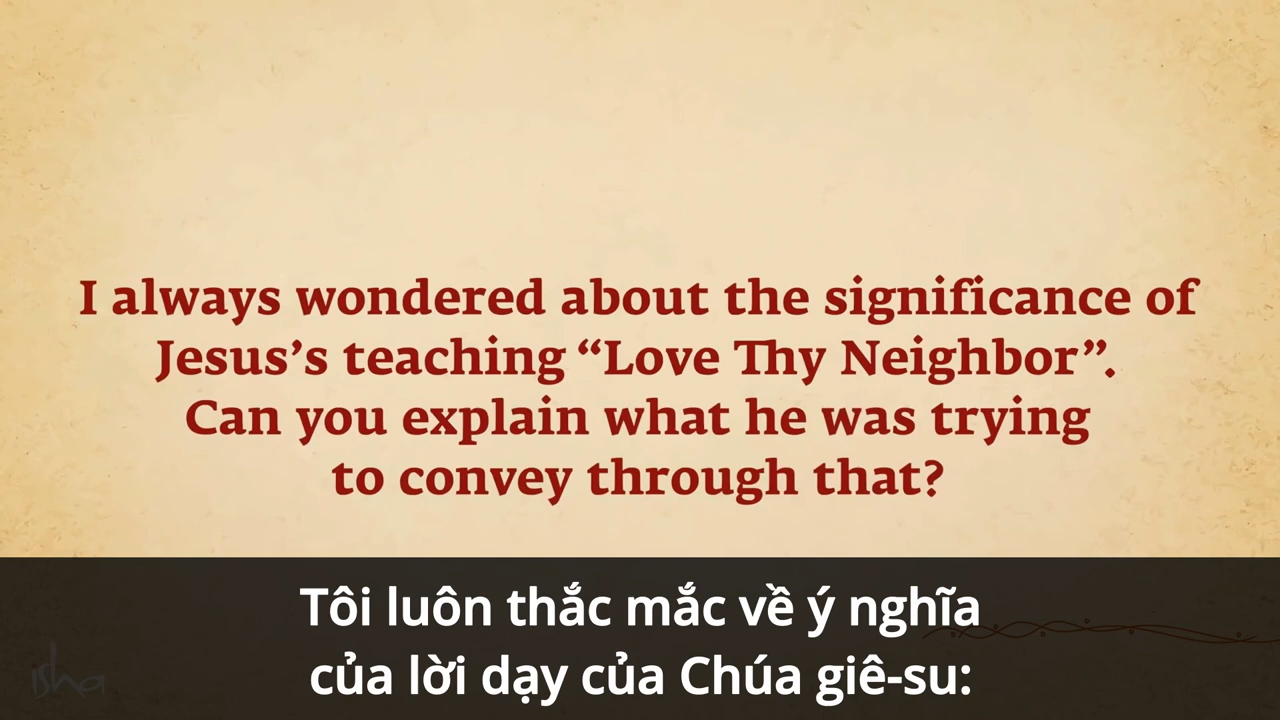 I always wondered about the significance of
Jesus’s teaching “Love Thy Neighbor”.
Can you explain what he was trying
to convey through that?
Tôi luôn thắc mắc về ý nghĩa
của lời dạy của Chúa giê-su:
isha